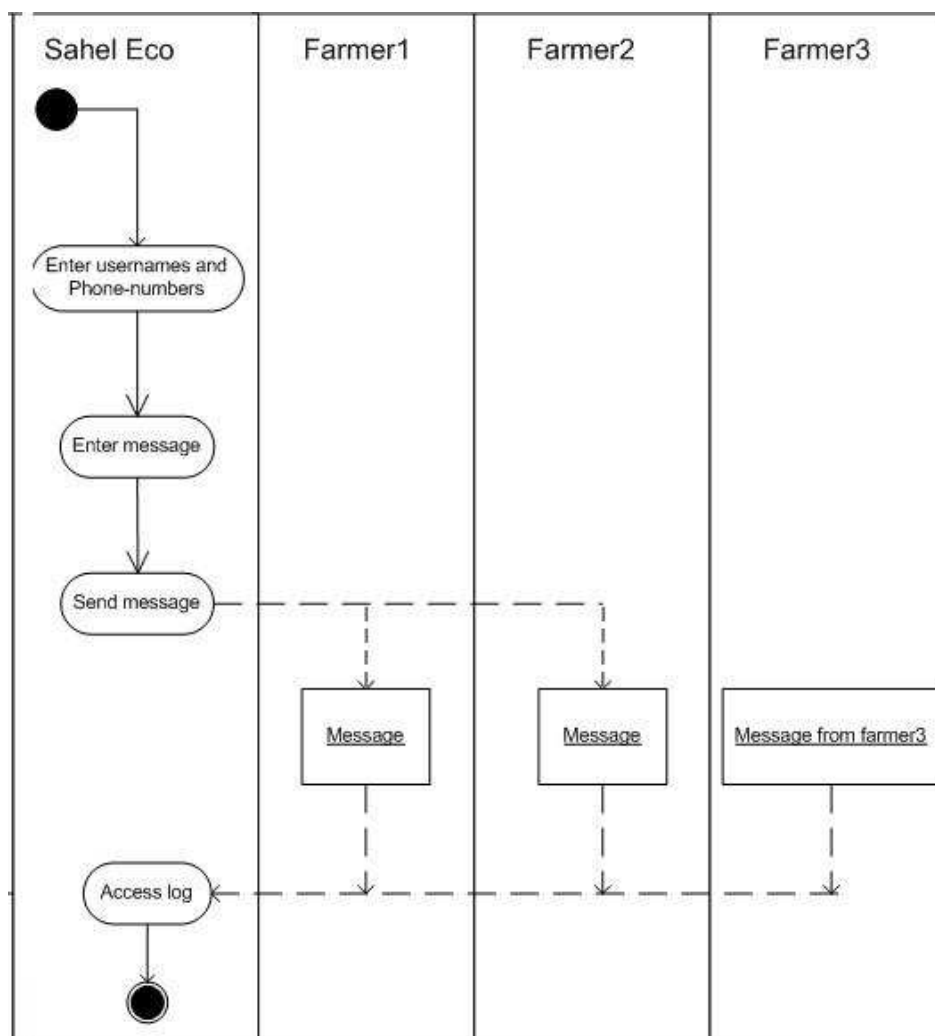 Sahel Eco
Farmer1
Farmer2
Farmer3
Enter usernames and
Phone-numbers
Enter message
Send message
Message
Message
Message from farmer3
Access log